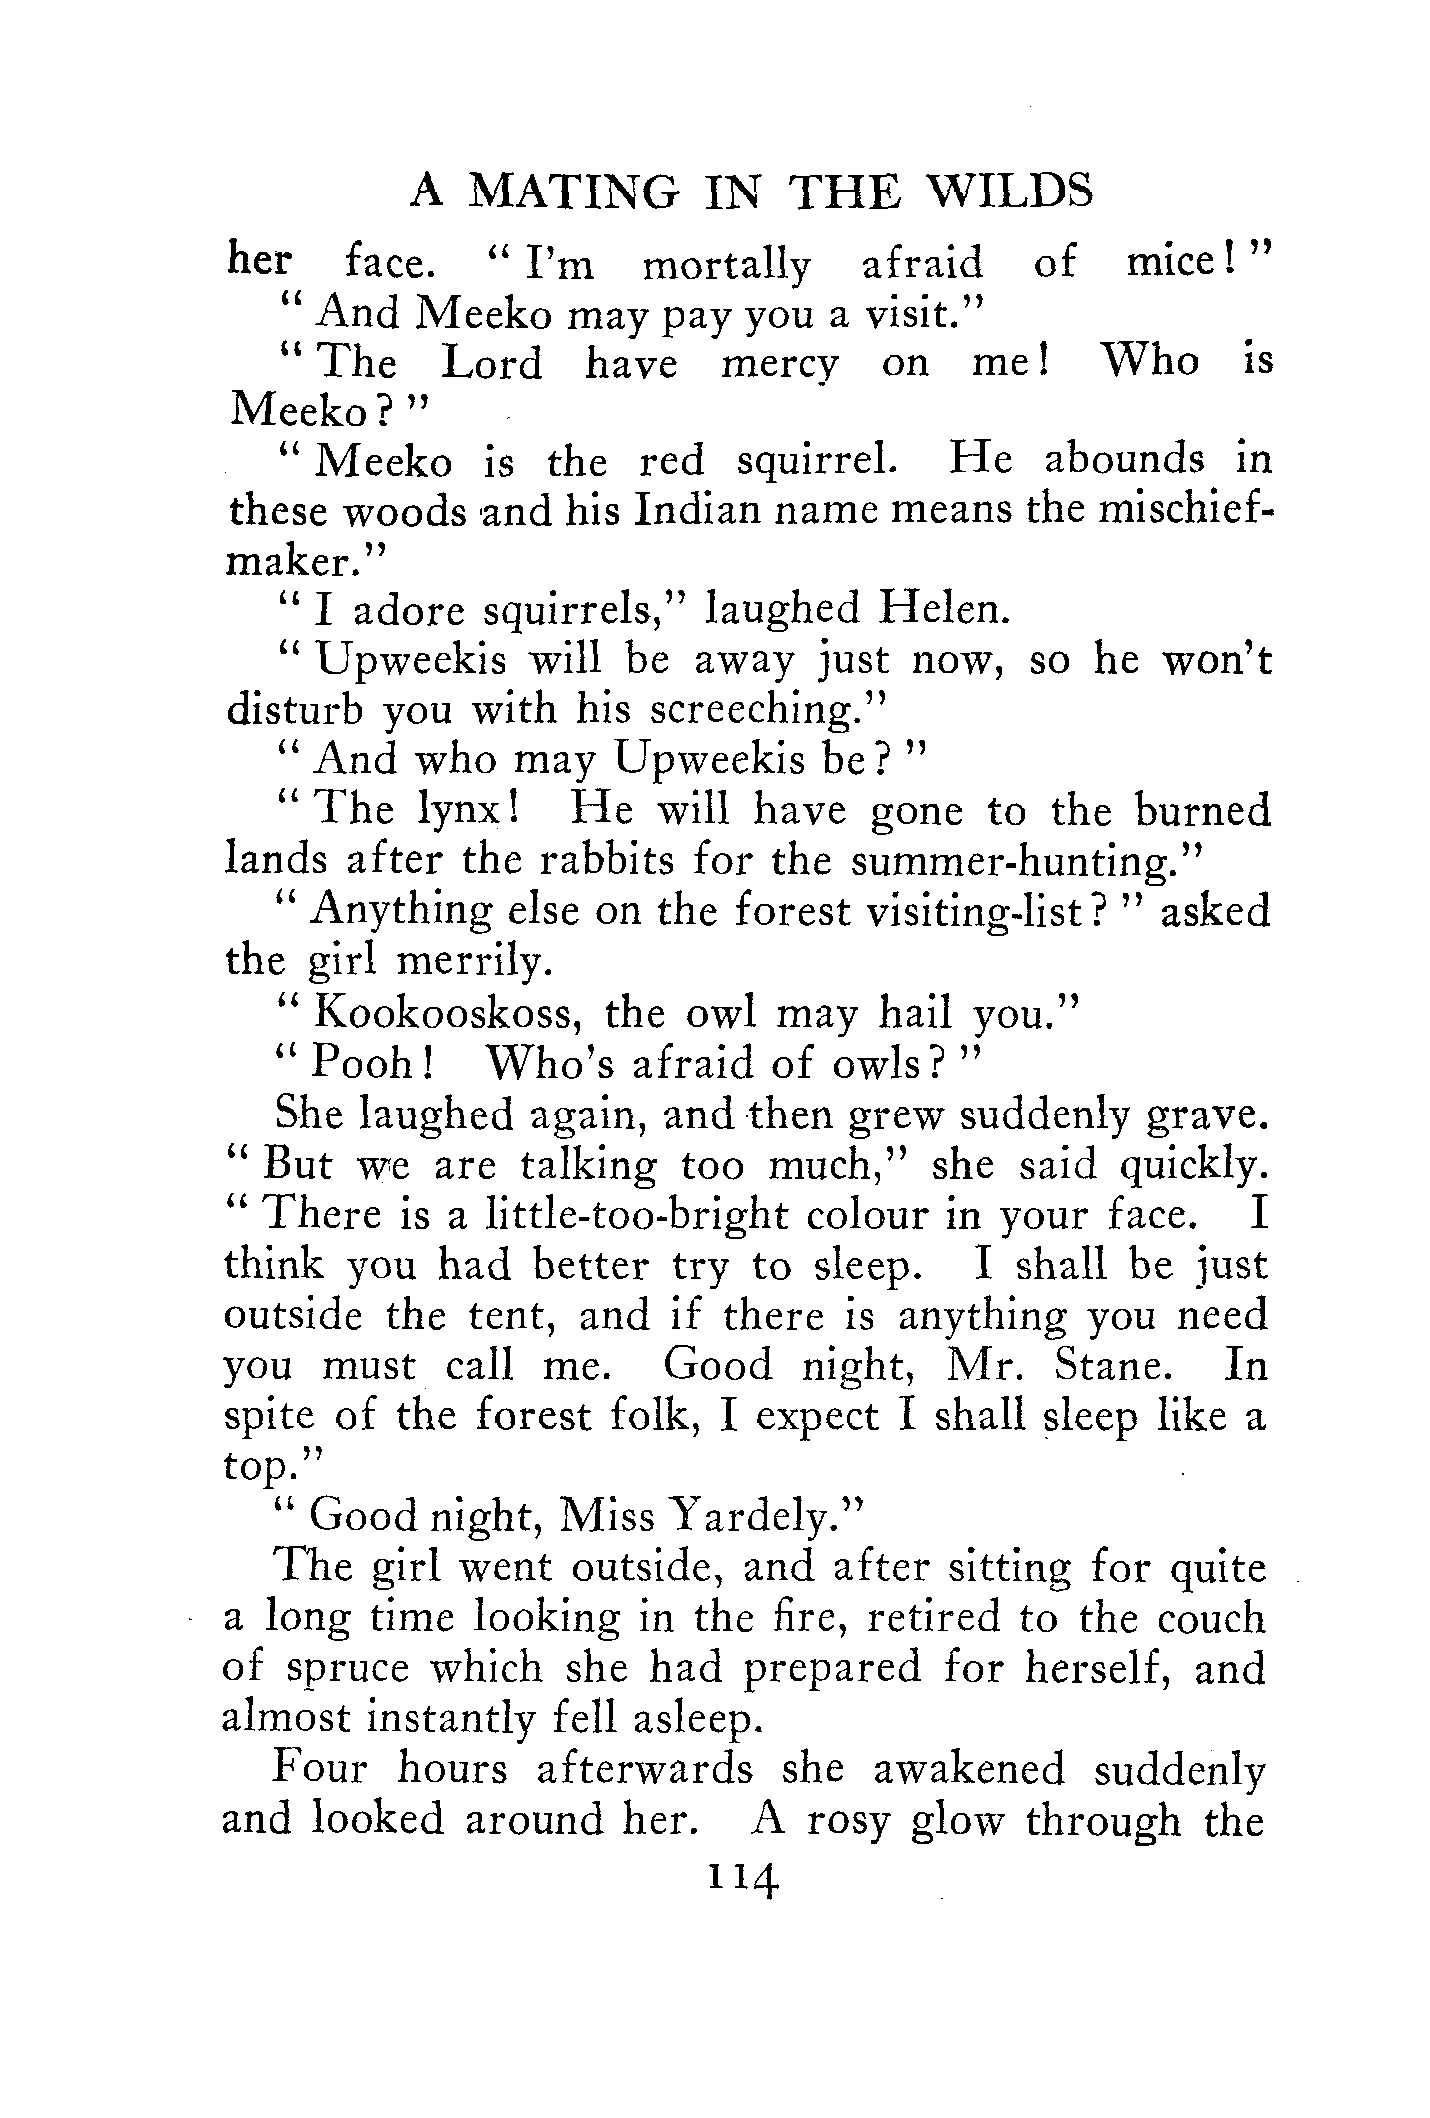 A MATING IN THE WILDS
her face. " I'm mortally afraid of mice! "
" And Meeko may pay you a visit."
" The Lord have mercy on me! Who is
Meeko? "
" Meeko is the red squirrel. He abounds in
these woods and his Indian name means the mischief-
maker."
" I adore squirrels," laughed Helen.
" Upweekis will be away just now, so he won't
disturb you with his screeching."
" And who may Upweekis be? "
" The lynx! He will have gone to the burned
lands after the rabbits for the summer-hunting."
" Anything else on the forest visiting-list? " asked
the girl merrily.
" Kookooskoss, the owl may hail you."
" Pooh! Who's afraid of owls? "
She laughed again, and then grew suddenly grave.
" But we are talking too much," she said quickly.
" There is a little-too-bright colour in your face. I
think you had better try to sleep. I shall be just
outside the tent, and if there is anything you need
you must call me. Good night, Mr. Stane. In
spite of the forest folk, I expect I shall sleep like a
top."
" Good night, Miss Yardely."
The girl went outside, and after sitting for quite
a long time looking in the fire, retired to the couch
of spruce which she had prepared for herself, and
almost instantly fell asleep.
Four hours afterwards she awakened suddenly
and looked around her. A rosy glow through the
114